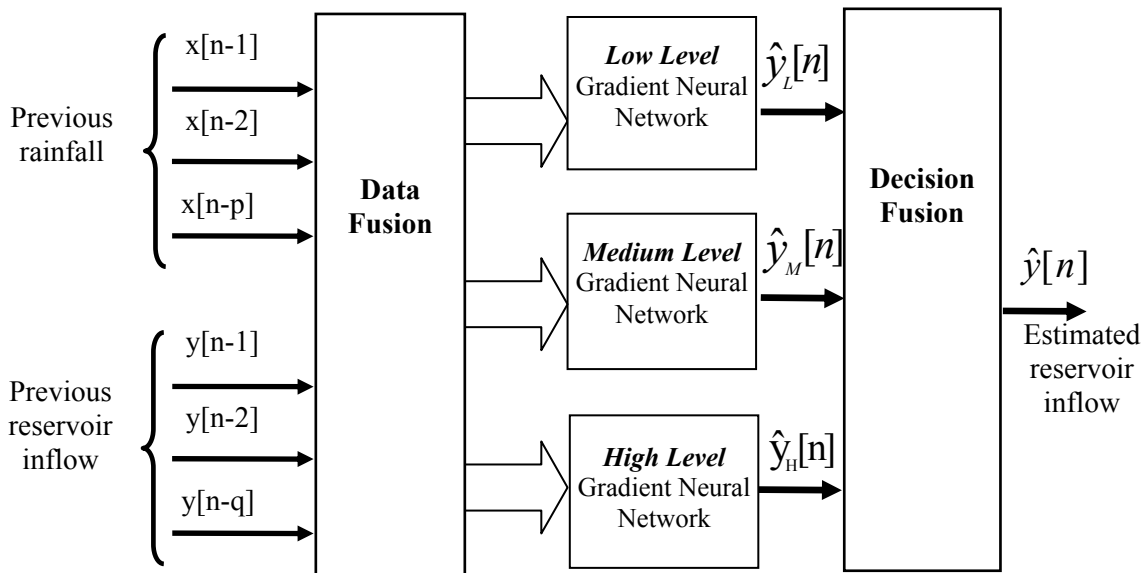 Previous
rainfall
x[n-1]
x[n-2]
x[n-p]
Previous
reservoir
inflow
y[n-1]
y[n-2]
y[n-q]
Data
Fusion
Low Level
Gradient Neural
Network
ŷ_L[n]
Medium Level
Gradient Neural
Network
ŷ_M[n]
High Level
Gradient Neural
Network
ŷ_H[n]
Decision
Fusion
ŷ[n]
Estimated
reservoir
inflow